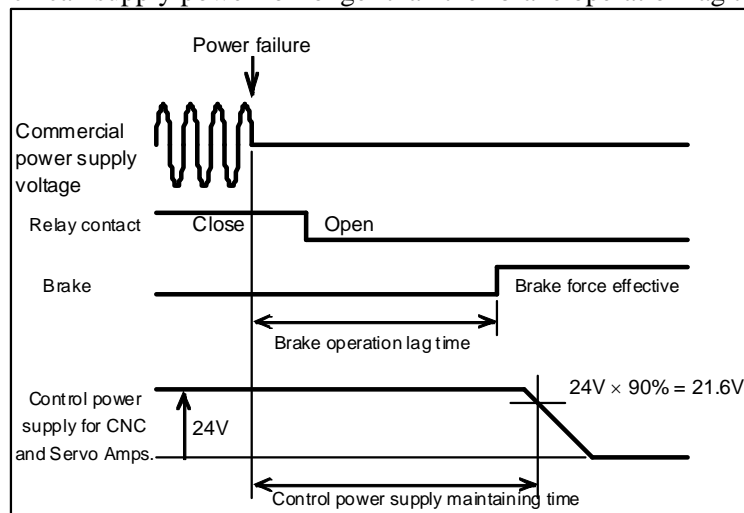 Power failure
Commercial
power supply
voltage
Relay contact
Close
Open
Brake
Brake force effective
Brake operation lag time
Control power
supply for CNC
and Servo Amps.
24V
24V × 90% = 21.6V
Control power supply maintaining time